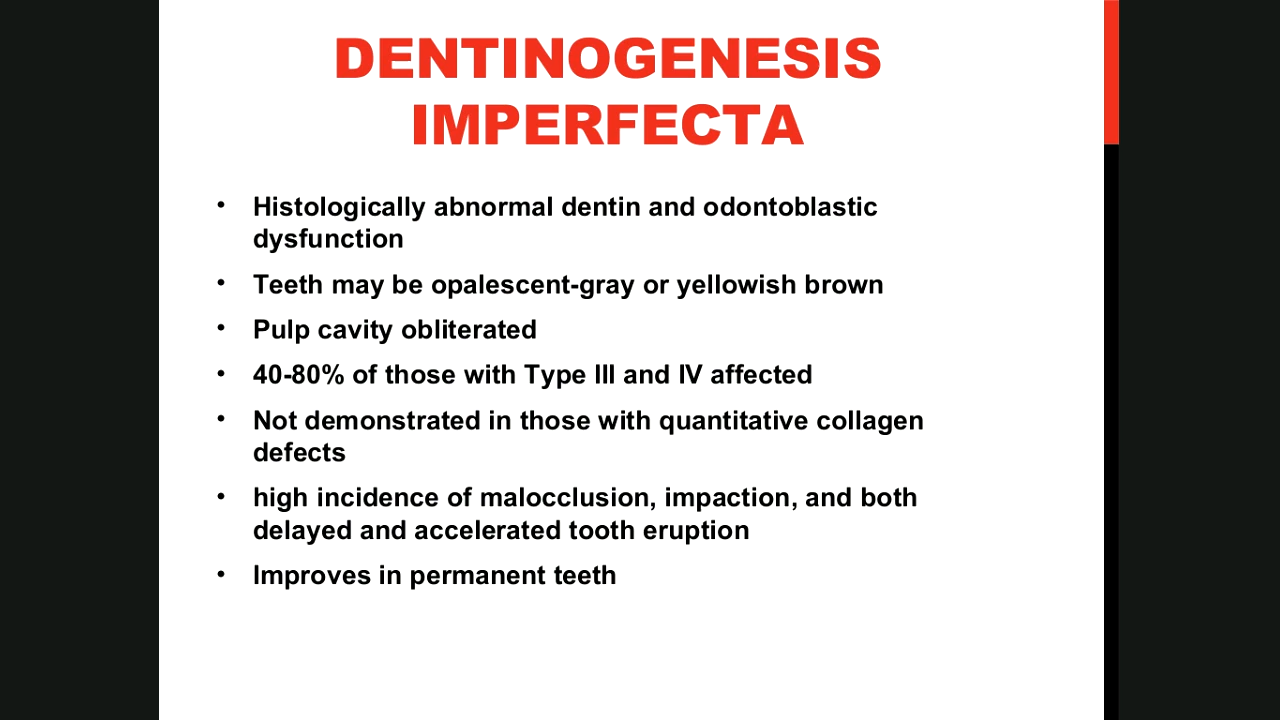 DENTINOGENESIS
IMPERFECTA
• Histologically abnormal dentin and odontoblastic
dysfunction
• Teeth may be opalescent-gray or yellowish brown
• Pulp cavity obliterated
• 40-80% of those with Type III and IV affected
• Not demonstrated in those with quantitative collagen
defects
• high incidence of malocclusion, impaction, and both
delayed and accelerated tooth eruption
• Improves in permanent teeth